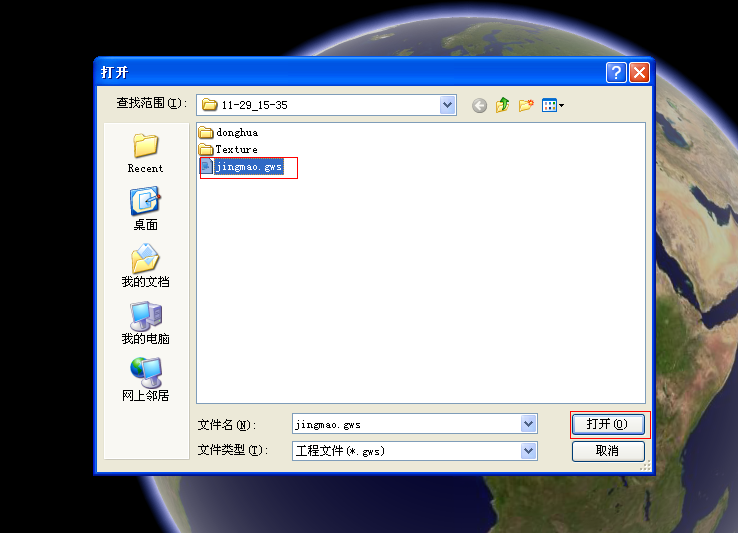 打开
查找范围(I): 11-29_15-35
donghua
Texture
jingmao.gws
Recent
桌面
我的文档
我的电脑
网上邻居
文件名(N): jingmao.gws 打开(O)
文件类型(T): 工程文件(*.gws) 取消